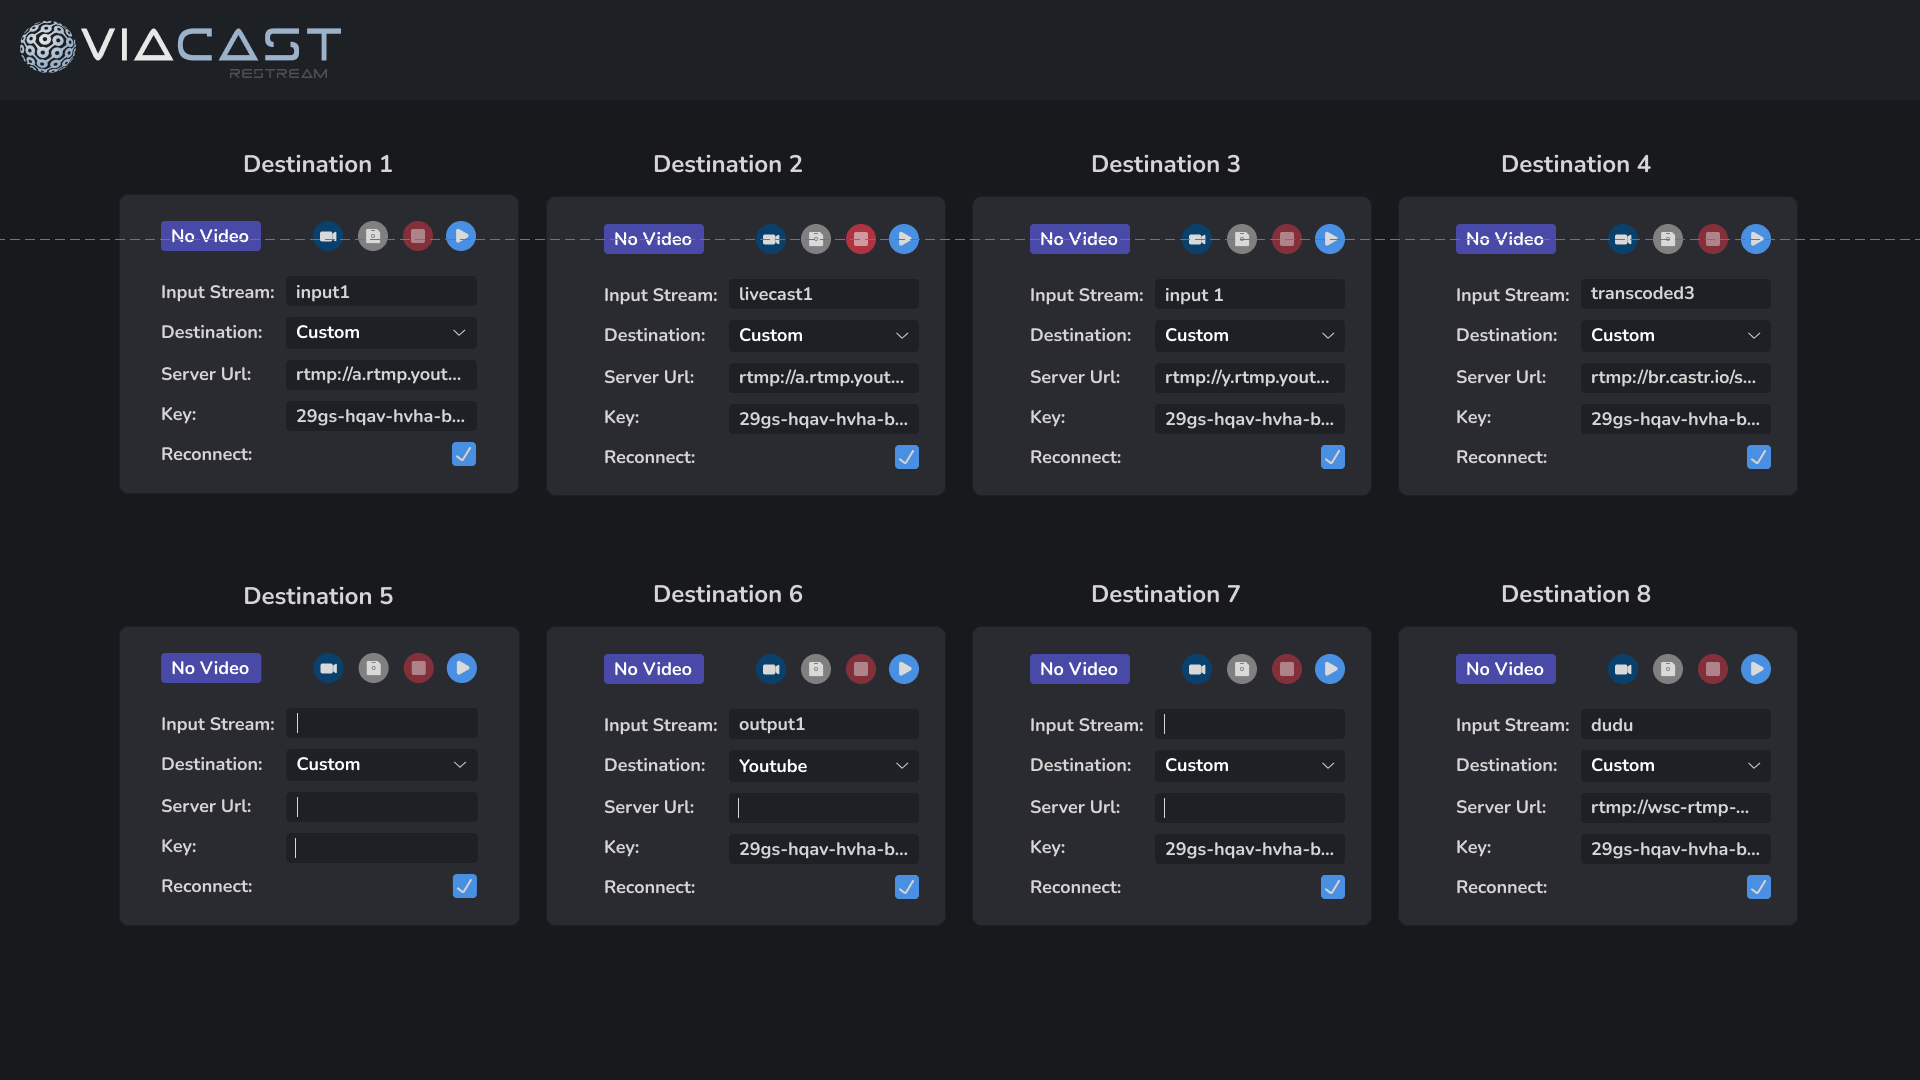 VIACAST
RESTREAM
Destination 1
No Video
Input Stream: input1
Destination: Custom
Server Url: rtmp://a.rtmp.yout...
Key: 29gs-hqav-hvha-b...
Reconnect:
Destination 2
No Video
Input Stream: livecast1
Destination: Custom
Server Url: rtmp://a.rtmp.yout...
Key: 29gs-hqav-hvha-b...
Reconnect:
Destination 3
No Video
Input Stream: input 1
Destination: Custom
Server Url: rtmp://y.rtmp.yout...
Key: 29gs-hqav-hvha-b...
Reconnect:
Destination 4
No Video
Input Stream: transcoded3
Destination: Custom
Server Url: rtmp://br.castr.io/s...
Key: 29gs-hqav-hvha-b...
Reconnect:
Destination 5
No Video
Input Stream:
Destination: Custom
Server Url:
Key:
Reconnect:
Destination 6
No Video
Input Stream: output1
Destination: Youtube
Server Url:
Key: 29gs-hqav-hvha-b...
Reconnect:
Destination 7
No Video
Input Stream:
Destination: Custom
Server Url:
Key: 29gs-hqav-hvha-b...
Reconnect:
Destination 8
No Video
Input Stream: dudu
Destination: Custom
Server Url: rtmp://wsc-rtmp-...
Key: 29gs-hqav-hvha-b...
Reconnect: